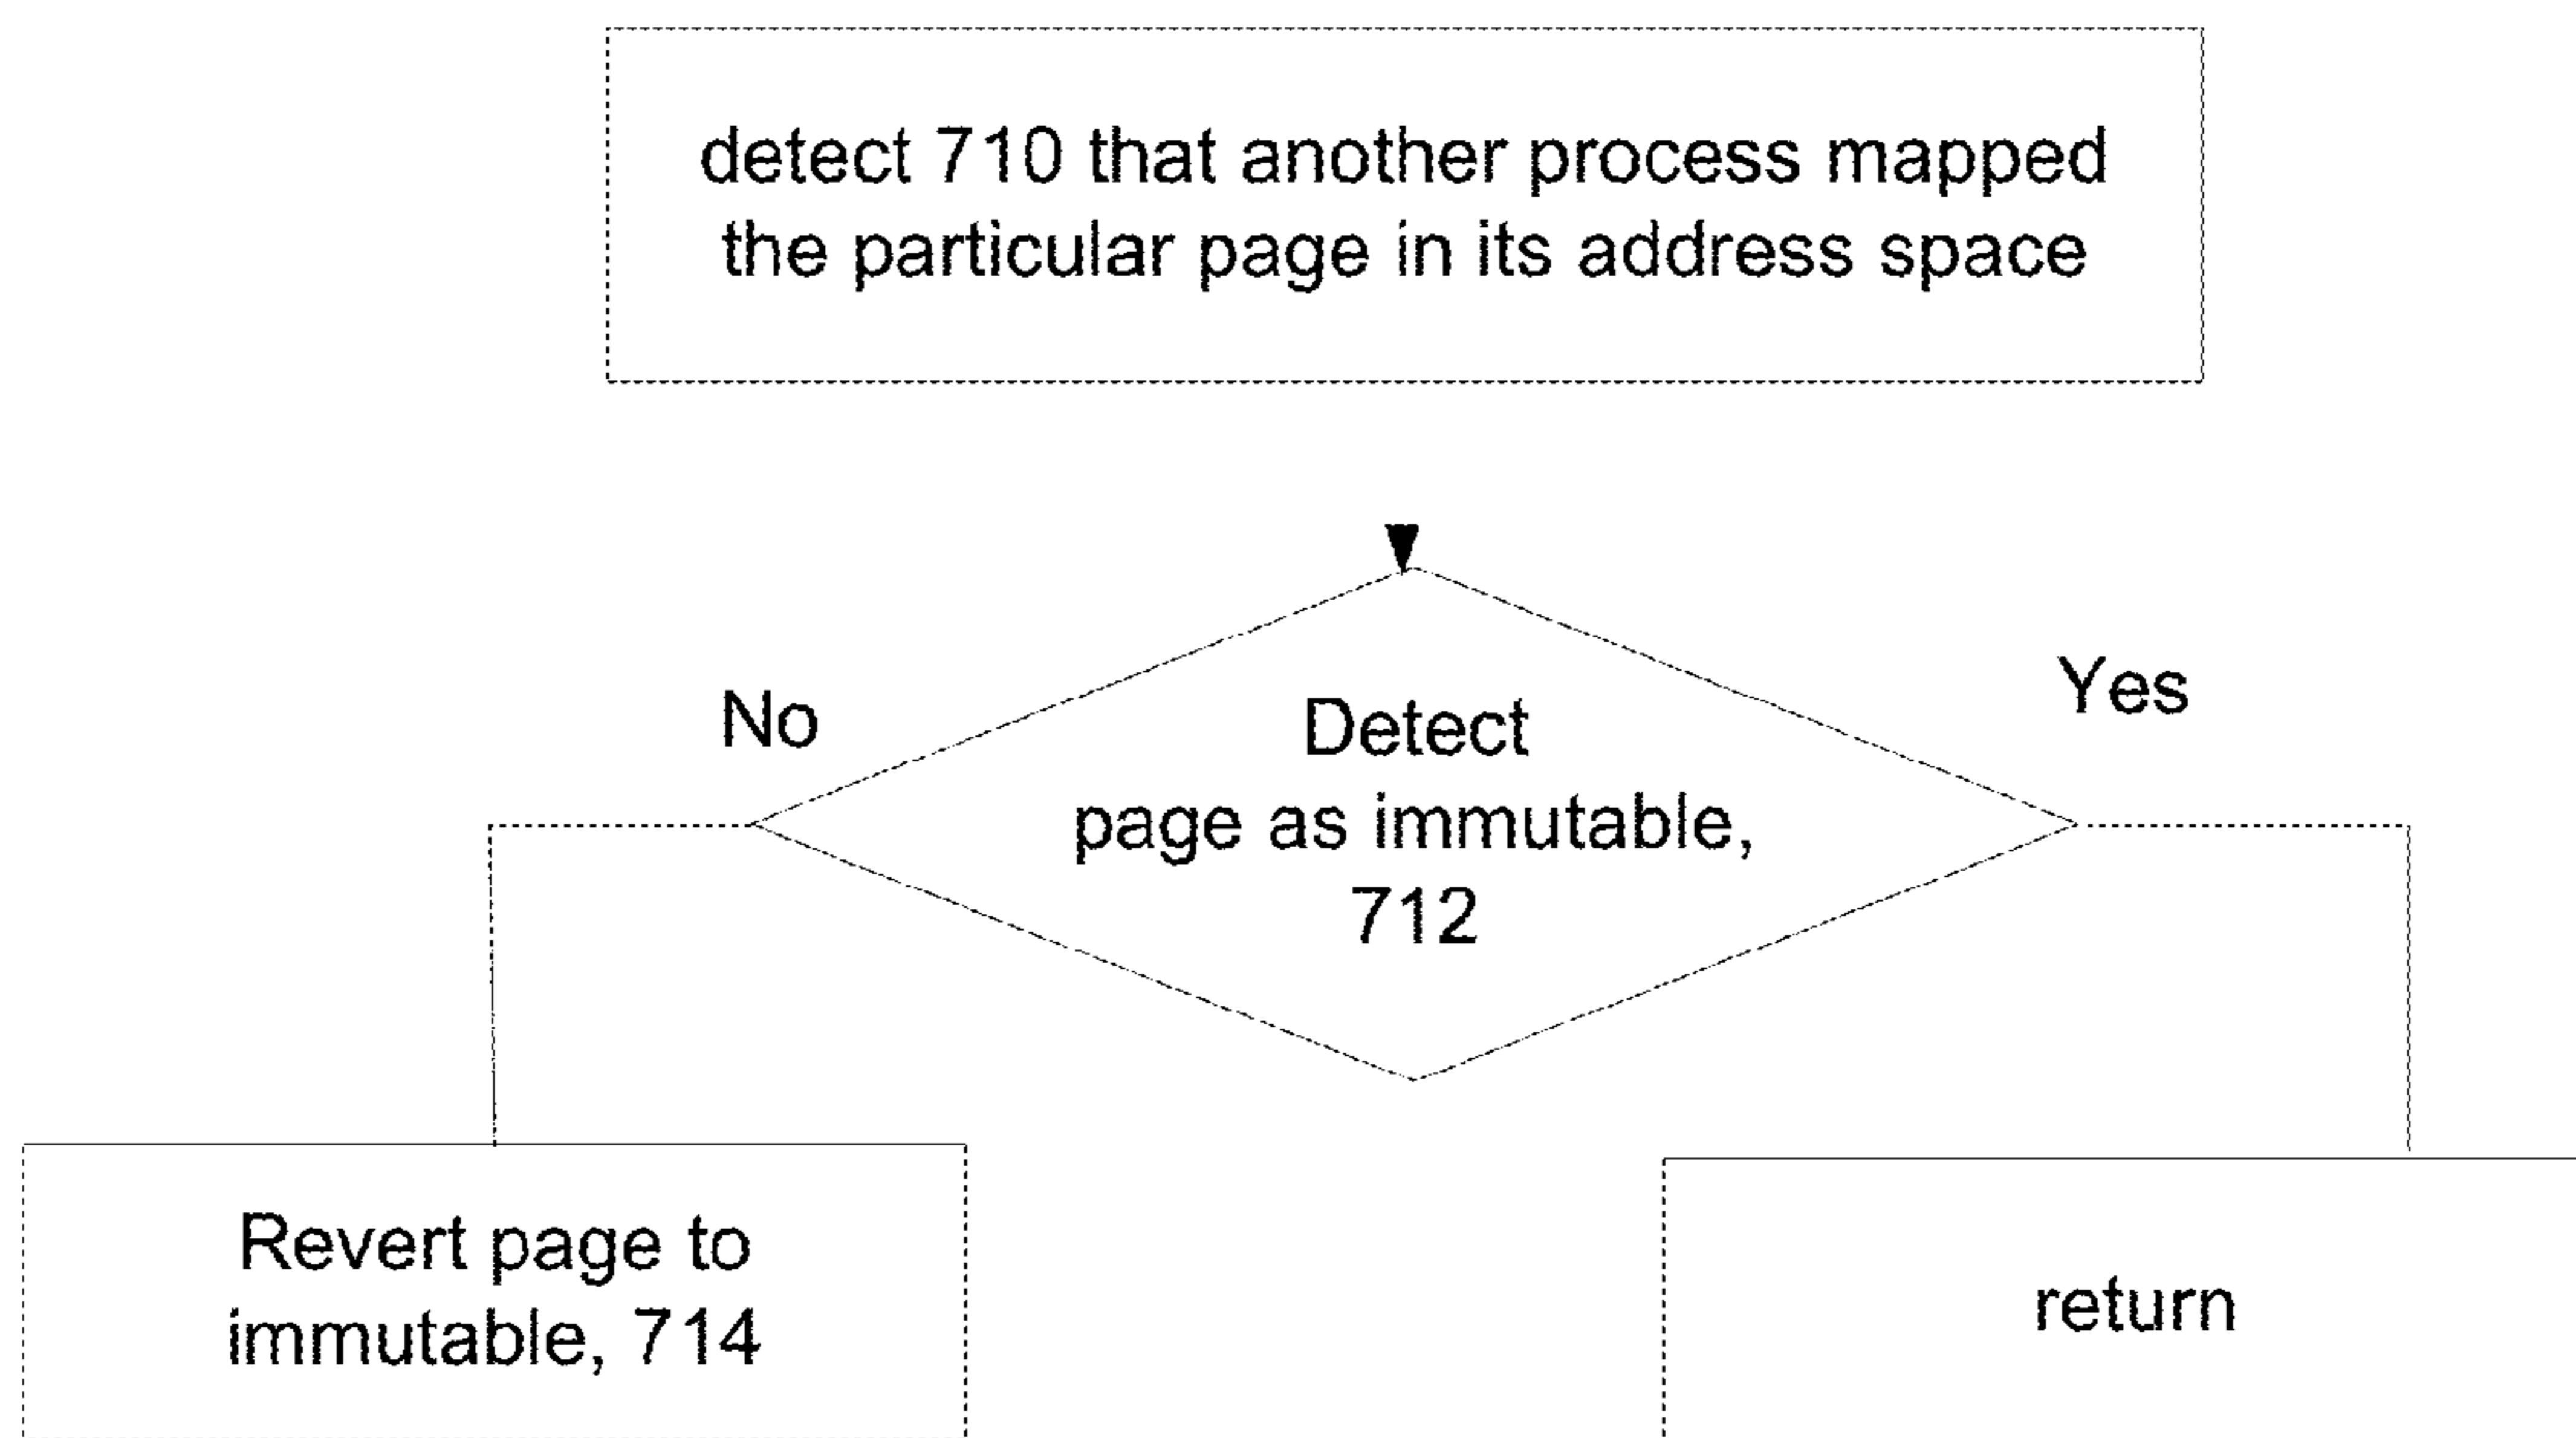 detect 710 that another process mapped
the particular page in its address space
No
Yes
Detect
page as immutable,
712
Revert page to
immutable, 714
return